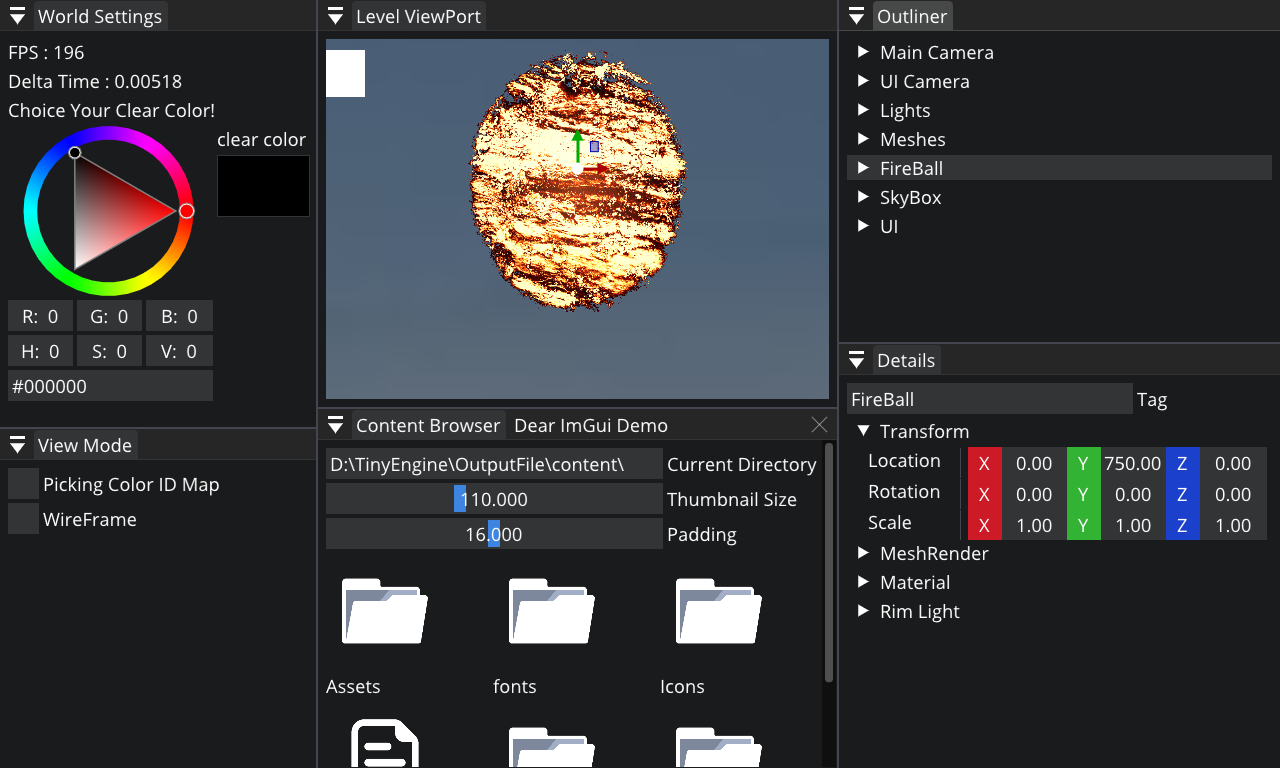 World Settings
FPS : 196
Delta Time : 0.00518
Choice Your Clear Color!
clear color
R: 0 G: 0 B: 0
H: 0 S: 0 V: 0
#000000
View Mode
Picking Color ID Map
WireFrame
Level ViewPort
Content Browser Dear ImGui Demo
D:\TinyEngine\OutputFile\content\ Current Directory
110.000 Thumbnail Size
16.000 Padding
Assets fonts Icons
Outliner
Main Camera
UI Camera
Lights
Meshes
FireBall
SkyBox
UI
Details
FireBall Tag
Transform
Location X 0.00 Y 750.00 Z 0.00
Rotation X 0.00 Y 0.00 Z 0.00
Scale X 1.00 Y 1.00 Z 1.00
MeshRender
Material
Rim Light